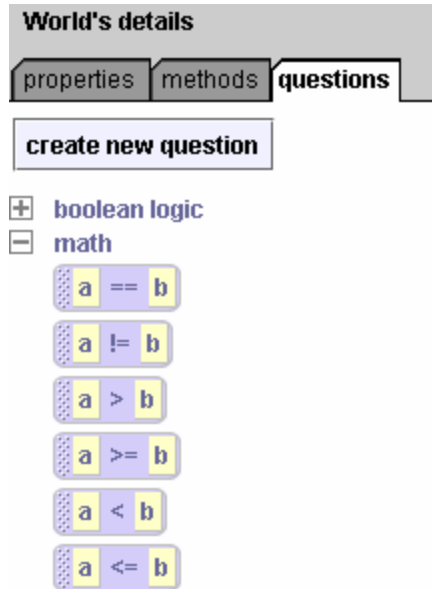 World's details
properties methods questions
create new question
boolean logic
math
a == b
a != b
a > b
a >= b
a < b
a <= b